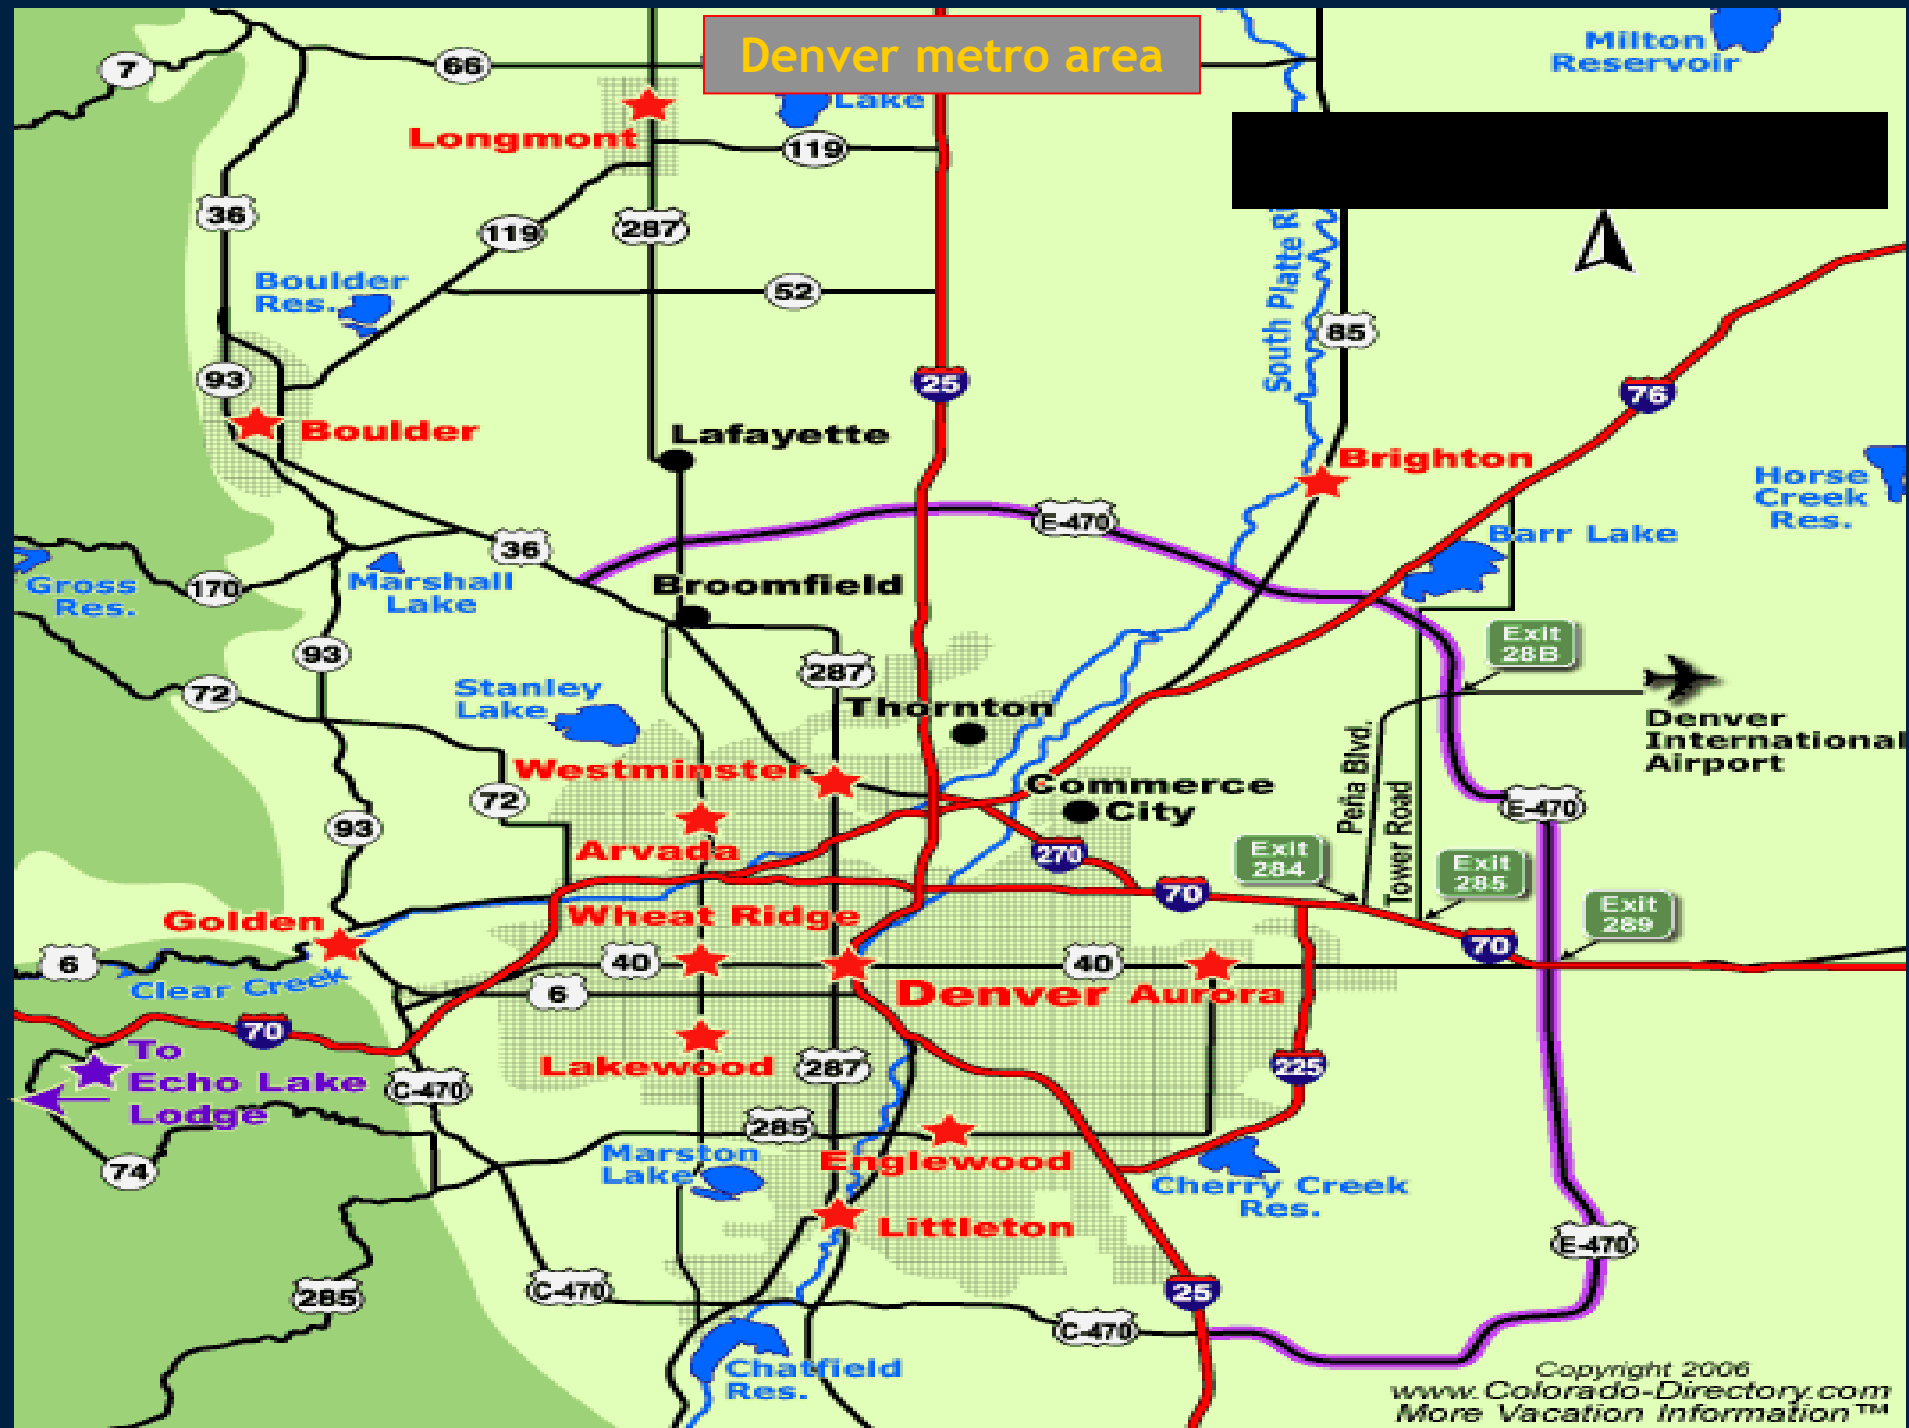 Denver metro area
Milton
Reservoir
7
66
Lake
Longmont
119
36
119
287
South Platte
52
Boulder
Res.
85
93
25
76
Boulder
Lafayette
Brighton
Horse
Creek
Res.
E-470
Barr Lake
36
Gross
Res.
170
Marshall
Lake
Broomfield
Exit
28B
93
287
72
Stanley
Lake
Thornton
Denver
International
Airport
Peña Blvd.
Tower Road
Westminster
72
Commerce
City
E-470
93
Arvada
270
Exit
284
Exit
285
70
Exit
289
Golden
Wheat Ridge
6
40
40
70
Clear Creek
6
Denver
Aurora
70
To
Echo Lake
Lodge
C-470
Lakewood
287
225
285
74
Marston
Lake
Englewood
Cherry Creek
Res.
Littleton
E-470
285
C-470
25
C-470
Chatfield
Res.
Copyright 2006
www.Colorado-Directory.com
More Vacation Information™